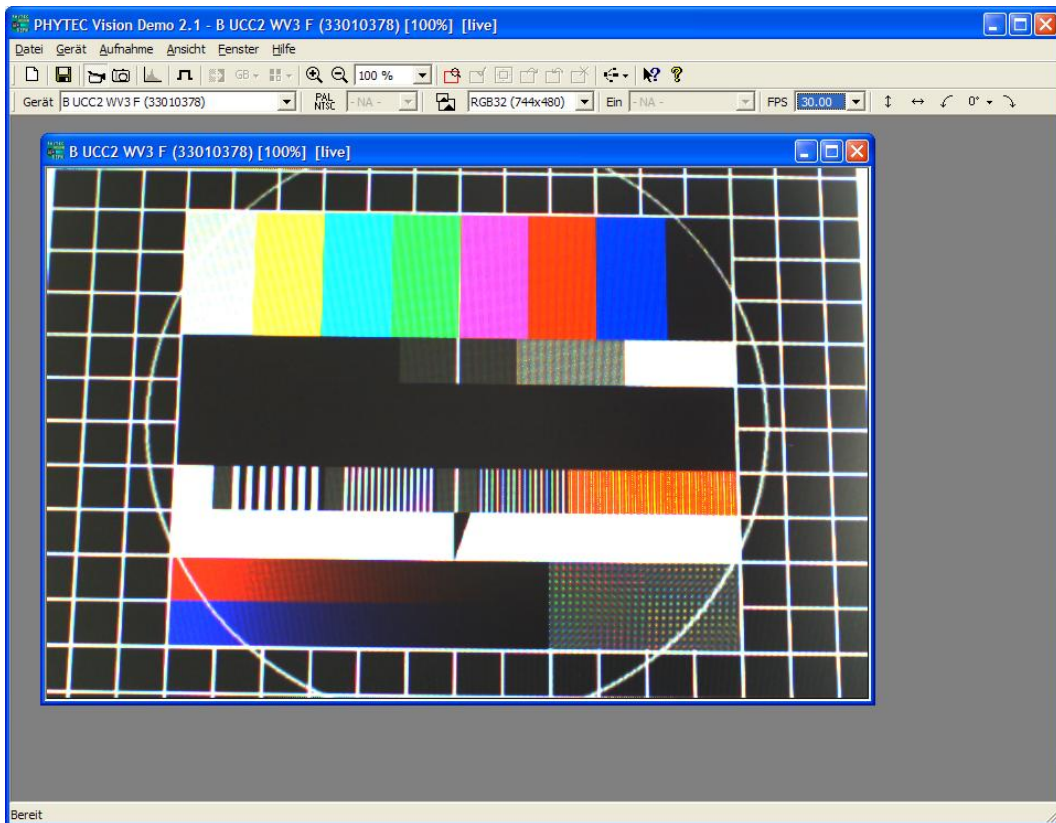 PHYTEC Vision Demo 2.1 - B UCC2 WV3 F (33010378) [100%] [live]
Datei Gerät Aufnahme Ansicht Fenster Hilfe
GB 100 %
Gerät B UCC2 WV3 F (33010378) PAL NTSC - NA - RGB32 (744x480) Ein - NA - FPS 30.00 0°
B UCC2 WV3 F (33010378) [100%] [live]
Bereit